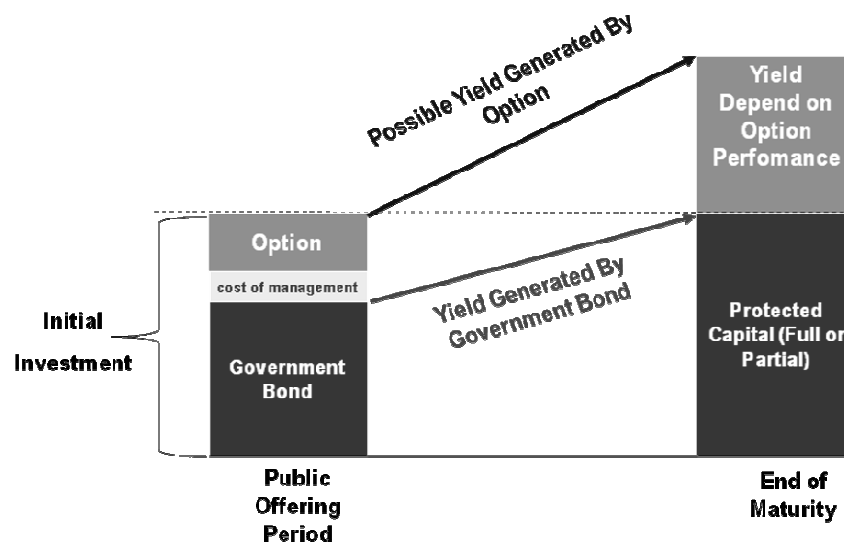 Possible Yield Generated By
Option
Yield
Depend on
Option
Perfomance
Option
cost of management
Yield Generated By
Government Bond
Initial
Investment
Government
Bond
Protected
Capital (Full or
Partial)
Public
Offering
Period
End of
Maturity